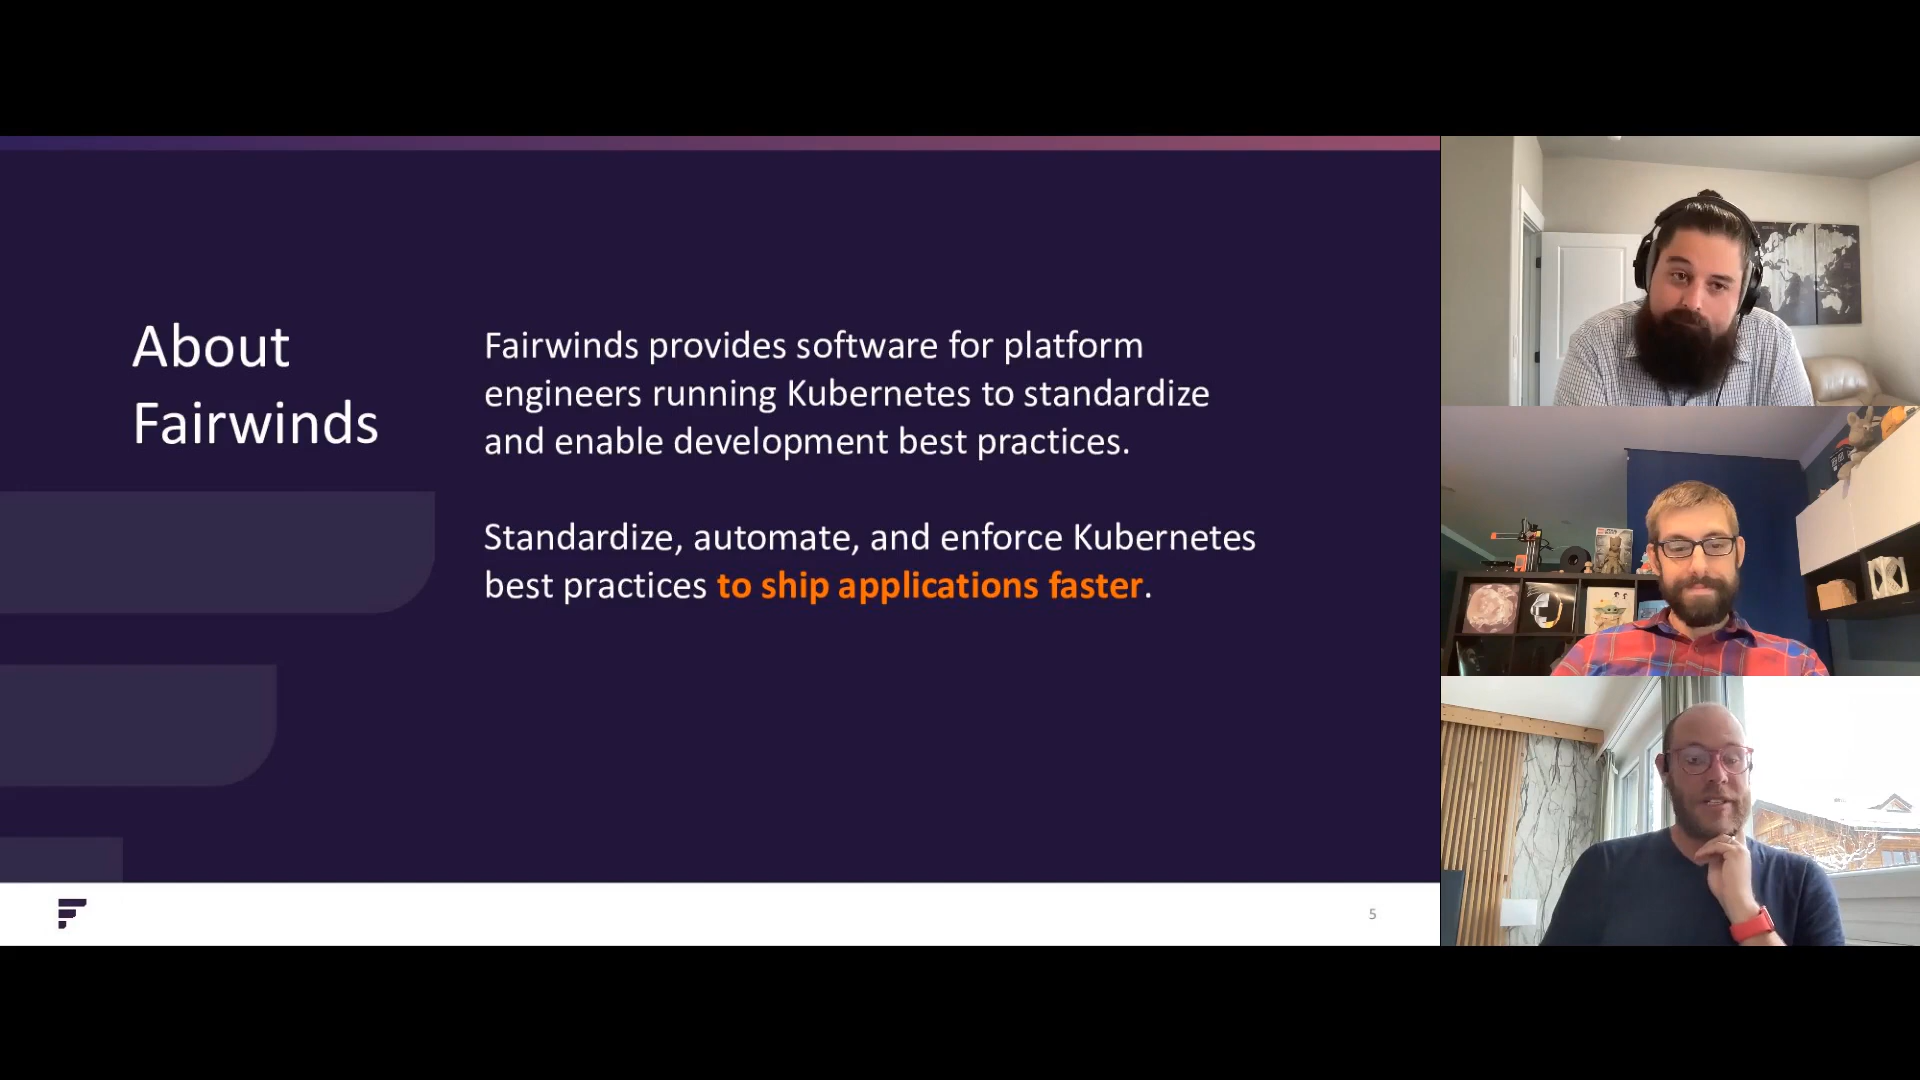 About
Fairwinds
Fairwinds provides software for platform
engineers running Kubernetes to standardize
and enable development best practices.
Standardize, automate, and enforce Kubernetes
best practices to ship applications faster.
5